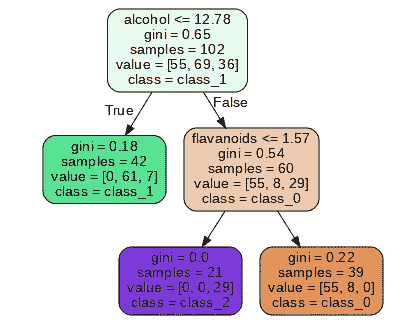 alcohol <= 12.78
gini = 0.65
samples = 102
value = [55, 69, 36]
class = class_1
True
False
gini = 0.18
samples = 42
value = [0, 61, 7]
class = class_1
flavanoids <= 1.57
gini = 0.54
samples = 60
value = [55, 8, 29]
class = class_0
gini = 0.0
samples = 21
value = [0, 0, 29]
class = class_2
gini = 0.22
samples = 39
value = [55, 8, 0]
class = class_0